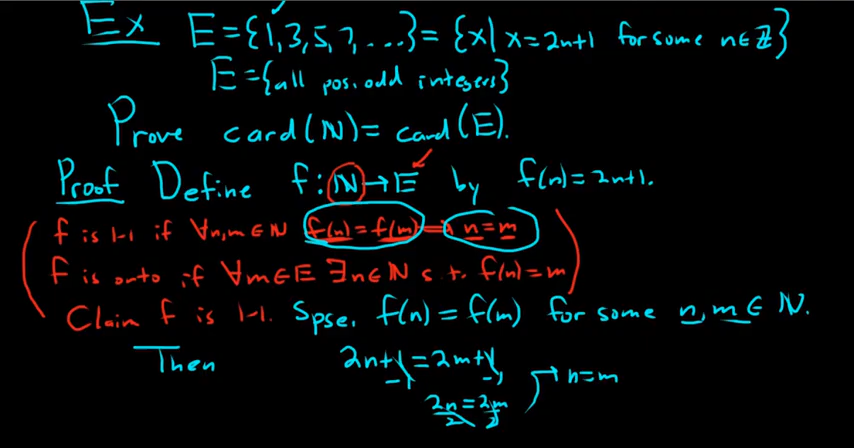 Ex E = {1, 3, 5, 7, ...} = {x | x = 2n+1 for some n ∈ ℤ}
E = {all pos. odd integers}
Prove card(ℕ) = card(E).
Proof Define f: ℕ → E by f(n) = 2n+1.
f is 1-1 if ∀n,m ∈ ℕ f(n) = f(m) ⟹ n = m
f is onto if ∀m ∈ E ∃n ∈ ℕ s.t. f(n) = m
Claim f is 1-1. Spse. f(n) = f(m) for some n, m ∈ ℕ.
Then 2n+1 = 2m+1
-1 -1
2n = 2m → n = m
2 2